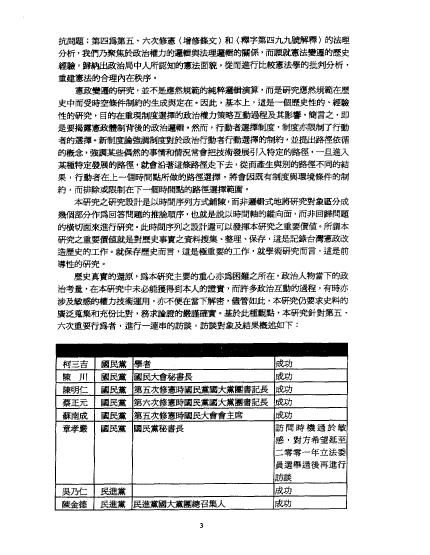 抗問題；第四為第五、六次修憲（增修條文）和《釋字第四九九號解釋》的法理
分析，我們乃聚焦於政治權力的邏輯與法理邏輯的關係，而願就憲法變遷的歷史
經驗，歸納出政治局中人所認知的憲法面貌，從而進行比較憲法學的批判分析，
重建憲法的合理內在秩序。
憲政變遷的研究，並不是應然規範的純粹邏輯演算，而是研究應然規範在歷
史中而受時空條件制約的生成與定在。因此，基本上，這是一個歷史性的、經驗
性的研究，目的在重現制度選擇的政治權力策略互動過程及其影響。簡言之，即
是要揭露憲政體制背後的政治邏輯。然而，行動者選擇制度，制度亦限制了行動
者的選擇。新制度論強調制度對於政治行動者行動選擇的制約，並提出路徑依循
的概念，強調某些偶然的事情和情況常會把技術發展引入特定的路徑，一旦進入
某種特定發展的路徑，就會沿著這條路徑走下去，從而產生與別的路徑不同的結
果，行動者在上一個時間點所做的路徑選擇，將會因既有制度與環境條件的制
約，而排除或限制在下一個時間點的路徑選擇範圍。
本研究之研究設計是以時間序列方式鋪陳，而非邏輯式地將研究對象區分成
幾個部分作為回答問題的推論順序，也就是說以時間軸的縱向面，而非回歸問題
的橫切面來進行研究。此時間序列之設計還可以發揮本研究之重要價值。所謂本
研究之重要價值就是對歷史事實之資料搜集、整理、保存，這是記錄台灣憲政改
造歷史的工作。就保存歷史而言，這是極重要的工作，就學術研究而言，這是前
導性的研究。
歷史真實的還原，為本研究主要的重心亦為困難之所在。政治人物當下的政
治考量，在本研究中未必能獲得到本人的證實，而許多政治互動的過程，有時亦
涉及敏感的權力技術運用，亦不便在當下解密。儘管如此，本研究仍要求史料的
廣泛蒐集和充份比對，務求論證的嚴謹確實。基於此種觀點，本研究針對第五、
六次重要行為者，進行一連串的訪談，訪談對象及結果概述如下：
柯三吉 國民黨 學者 成功
陳　川 國民黨 國民大會秘書長 成功
陳明仁 國民黨 第五次修憲時國民黨國大黨團書記長 成功
蔡正元 國民黨 第六次修憲時國民黨國大黨團書記長 成功
蘇南成 國民黨 第五次修憲時國民大會會主席 成功
章孝嚴 國民黨 國民黨秘書長 訪問時機過於敏
感，對方希望延至
二零零一年立法委
員選舉過後再進行
訪談
吳乃仁 民進黨 成功
陳金德 民進黨 民進黨國大黨團總召集人 成功
3